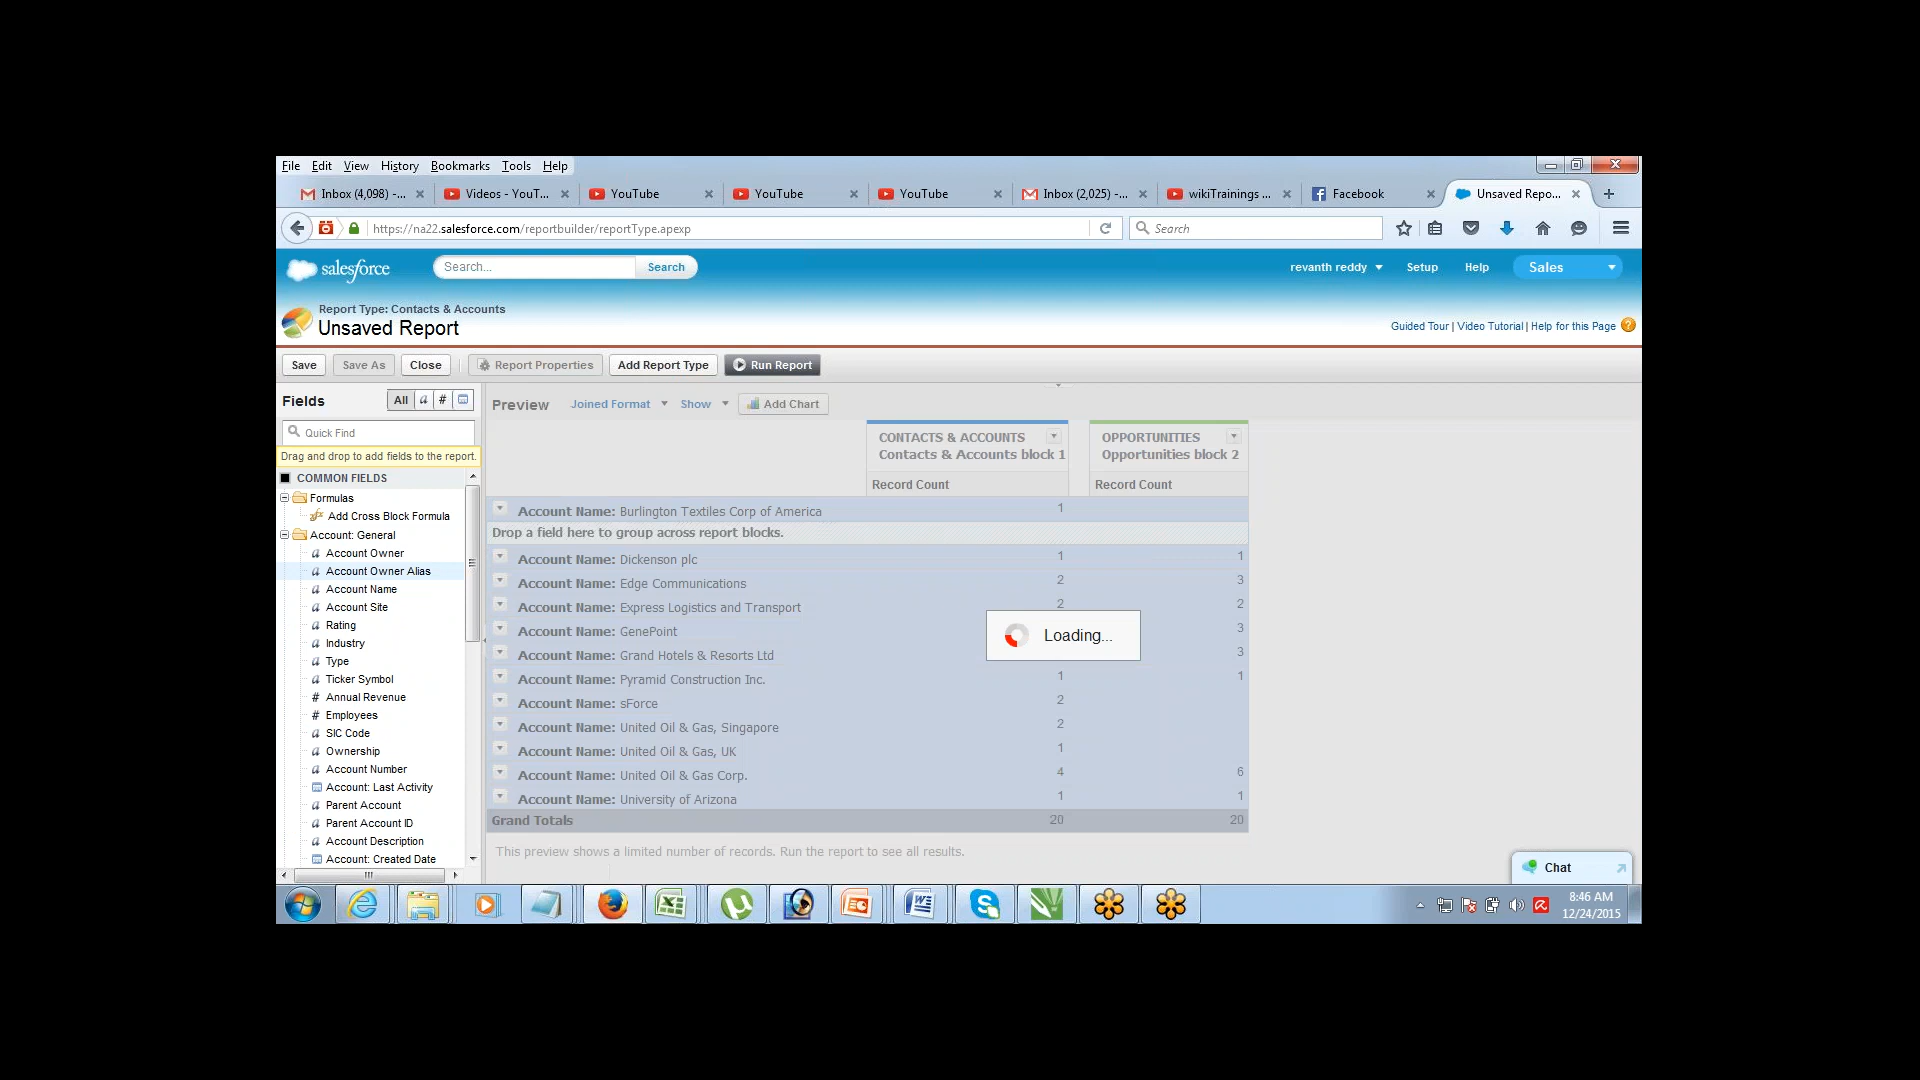 File Edit View History Bookmarks Tools Help
Inbox (4,098) -... Videos - YouT... YouTube YouTube YouTube Inbox (2,025) -... wikiTrainings ... Facebook Unsaved Repo...
https://na22.salesforce.com/reportbuilder/reportType.apexp Search
salesforce Search... Search revanth reddy Setup Help Sales
Report Type: Contacts & Accounts
Unsaved Report
Guided Tour | Video Tutorial | Help for this Page ?
Save Save As Close Report Properties Add Report Type Run Report
Fields All a #
Preview Joined Format Show Add Chart
Quick Find
Drag and drop to add fields to the report.
COMMON FIELDS
Formulas
Add Cross Block Formula
Account: General
a Account Owner
a Account Owner Alias
a Account Name
a Account Site
a Rating
a Industry
a Type
a Ticker Symbol
# Annual Revenue
# Employees
a SIC Code
a Ownership
a Account Number
Account: Last Activity
a Parent Account
a Parent Account ID
a Account Description
Account: Created Date
CONTACTS & ACCOUNTS OPPORTUNITIES
Contacts & Accounts block 1 Opportunities block 2
Record Count Record Count
Account Name: Burlington Textiles Corp of America 1
Drop a field here to group across report blocks.
Account Name: Dickenson plc 1 1
Account Name: Edge Communications 2 3
Account Name: Express Logistics and Transport 2 2
Account Name: GenePoint 3
Account Name: Grand Hotels & Resorts Ltd 3
Account Name: Pyramid Construction Inc. 1 1
Account Name: sForce 2
Account Name: United Oil & Gas, Singapore 2
Account Name: United Oil & Gas, UK 1
Account Name: United Oil & Gas Corp. 4 6
Account Name: University of Arizona 1 1
Grand Totals 20 20
Loading...
This preview shows a limited number of records. Run the report to see all results.
Chat
8:46 AM
12/24/2015